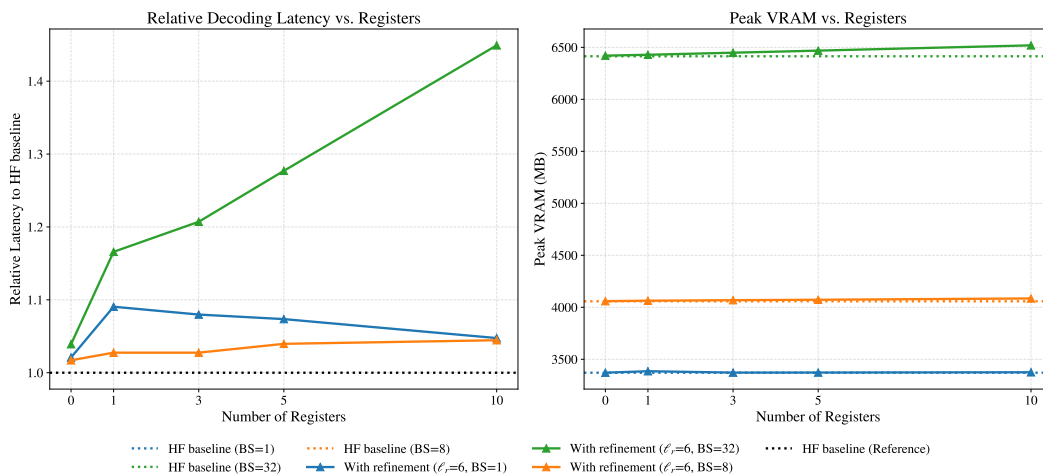 Relative Decoding Latency vs. Registers
Relative Latency to HF baseline
1.4
1.3
1.2
1.1
1.0
0
1
3
5
10
Number of Registers
Peak VRAM vs. Registers
Peak VRAM (MB)
6500
6000
5500
5000
4500
4000
3500
0
1
3
5
10
Number of Registers
HF baseline (BS=1)
HF baseline (BS=32)
HF baseline (BS=8)
With refinement (ℓᵣ=6, BS=1)
With refinement (ℓᵣ=6, BS=32)
With refinement (ℓᵣ=6, BS=8)
HF baseline (Reference)